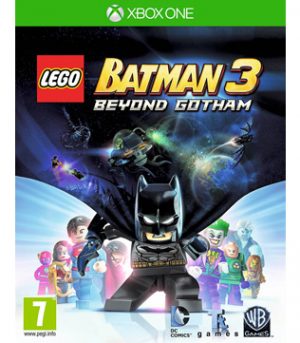 XBOX ONE
LEGO
BATMAN 3
BEYOND GOTHAM
7
www.pegi.info
DC
COMICS
games
WB
GAMES